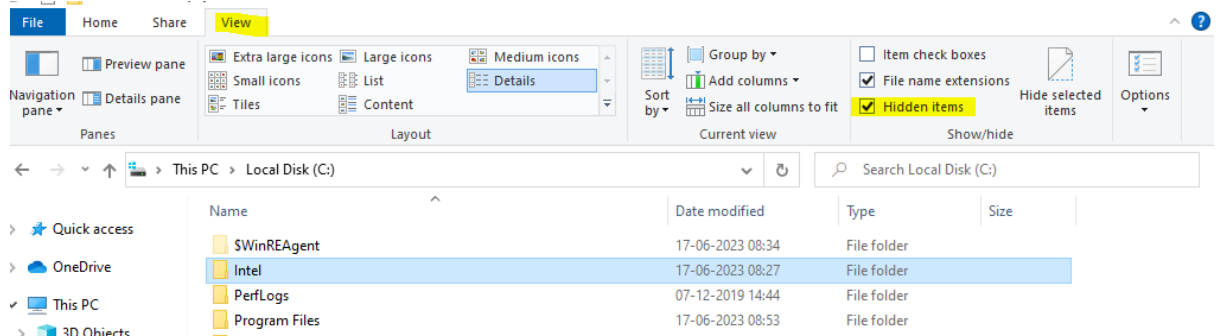 File Home Share View
Preview pane
Navigation pane
Details pane
Panes
Extra large icons Large icons Medium icons
Small icons List Details
Tiles Content
Layout
Sort by
Group by
Add columns
Size all columns to fit
Current view
Item check boxes
File name extensions
Hidden items
Hide selected items
Show/hide
Options
This PC > Local Disk (C:)
Search Local Disk (C:)
Name Date modified Type Size
Quick access
OneDrive
This PC
3D Objects
$WinREAgent 17-06-2023 08:34 File folder
Intel 17-06-2023 08:27 File folder
PerfLogs 07-12-2019 14:44 File folder
Program Files 17-06-2023 08:53 File folder